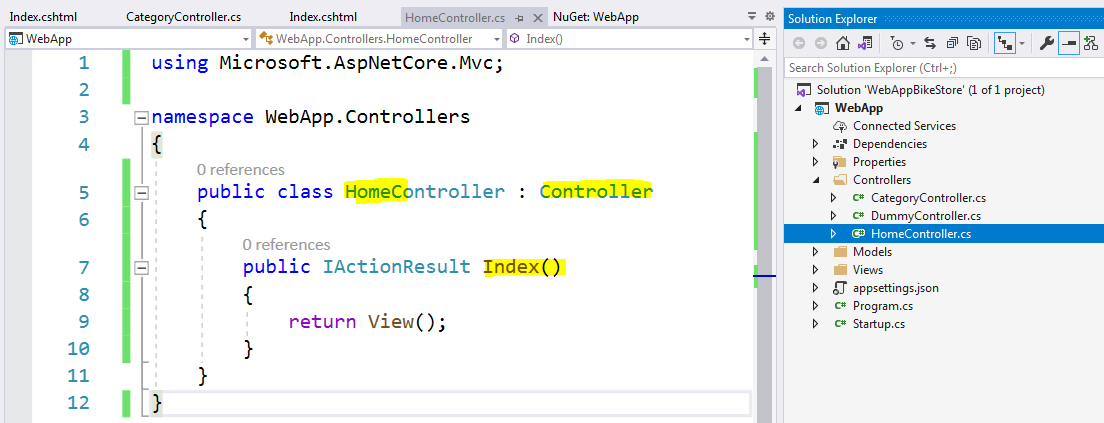 Index.cshtml CategoryController.cs Index.cshtml HomeController.cs NuGet: WebApp
WebApp WebApp.Controllers.HomeController Index()
1 using Microsoft.AspNetCore.Mvc;
2
3 namespace WebApp.Controllers
4 {
0 references
5 public class HomeController : Controller
6 {
0 references
7 public IActionResult Index()
8 {
9 return View();
10 }
11 }
12 }
Solution Explorer
Search Solution Explorer (Ctrl+;)
Solution 'WebAppBikeStore' (1 of 1 project)
WebApp
Connected Services
Dependencies
Properties
Controllers
C# CategoryController.cs
C# DummyController.cs
C# HomeController.cs
Models
Views
appsettings.json
C# Program.cs
C# Startup.cs